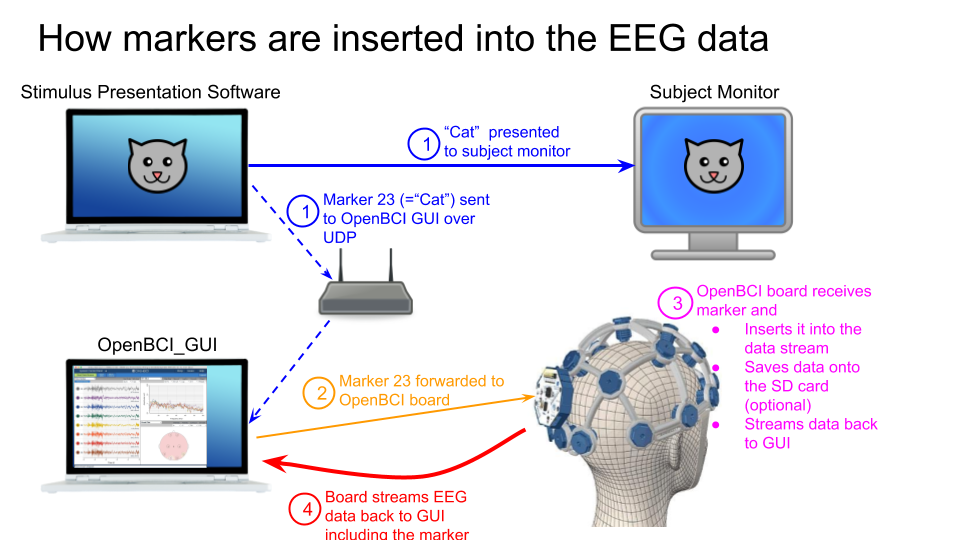 How markers are inserted into the EEG data
Stimulus Presentation Software
Subject Monitor
1
“Cat”  presented
to subject monitor
1
Marker 23 (=“Cat”) sent
to OpenBCI GUI over
UDP
3
OpenBCI board receives
marker and
● Inserts it into the
data stream
● Saves data onto
the SD card
(optional)
● Streams data back
to GUI
OpenBCI_GUI
2
Marker 23 forwarded to
OpenBCI board
4
Board streams EEG
data back to GUI
including the marker